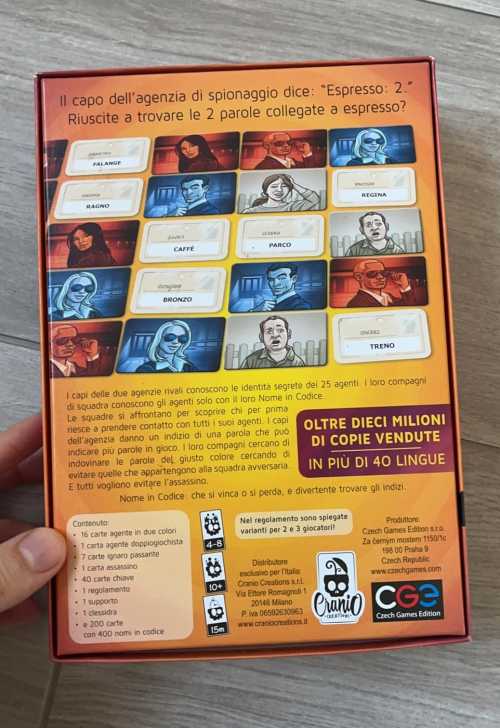 Il capo dell'agenzia di spionaggio dice: "Espresso: 2."
Riuscite a trovare le 2 parole collegate a espresso?
FALANGE
RAGNO
REGINA
CAFFÈ
PARCO
BRONZO
TRENO
I capi delle due agenzie rivali conoscono le identità segrete dei 25 agenti. I loro compagni
di squadra conoscono gli agenti solo con il loro Nome in Codice.
Le squadre si affrontano per scoprire chi per prima
riesce a prendere contatto con tutti i suoi agenti. I capi
dell'agenzia danno un indizio di una parola che può
indicare più parole in gioco. I loro compagni cercano di
indovinare le parole del giusto colore cercando di
evitare quelle che appartengono alla squadra avversaria.
E tutti vogliono evitare l'assassino.
Nome in Codice: che si vinca o si perda, è divertente trovare gli indizi.
OLTRE DIECI MILIONI
DI COPIE VENDUTE
IN PIÙ DI 40 LINGUE
Contenuto:
• 16 carte agente in due colori
• 1 carta agente doppiogiochista
• 7 carte ignaro passante
• 1 carta assassino
• 40 carte chiave
• 1 regolamento
• 1 supporto
• 1 clessidra
• e 200 carte
con 400 nomi in codice
4-8
10+
15m
Nel regolamento sono spiegate
varianti per 2 e 3 giocatori!
Distributore
esclusivo per l'Italia:
Cranio Creations s.r.l.
Via Ettore Romagnoli 1
20146 Milano
P. iva 06592630963
www.craniocreations.it
Cranio
CREATIONS
Produttore:
Czech Games Edition s.r.o.
Za černým mostem 1150/1c
198 00 Praha 9
Czech Republic
www.czechgames.com
CGE
Czech Games Edition